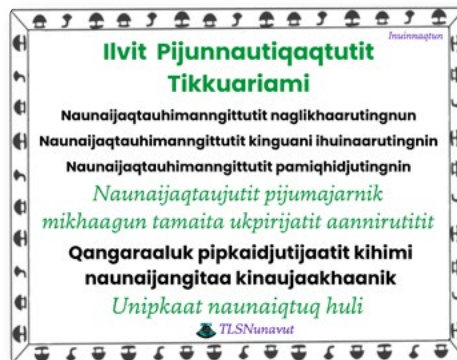 Inuinnaqtun
Ilvit Pijunnautiqaqtutit
Tikkuariami
Naunaijaqtauhimanngittutit naglikhaarutingnun
Naunaijaqtauhimanngittutit kinguani ihuinaarutingnin
Naunaijaqtauhimanngittutit pamiqhidjutingnin
Naunaijaqtaujutit pijumajarnik
mikhaagun tamaita ukpirijatit aannirutitit
Qangaraaluk pipkaidjutijaatit kihimi
naunaijangitaa kinaujaakhaanik
Unipkaat naunaiqtuq huli
TLSNunavut